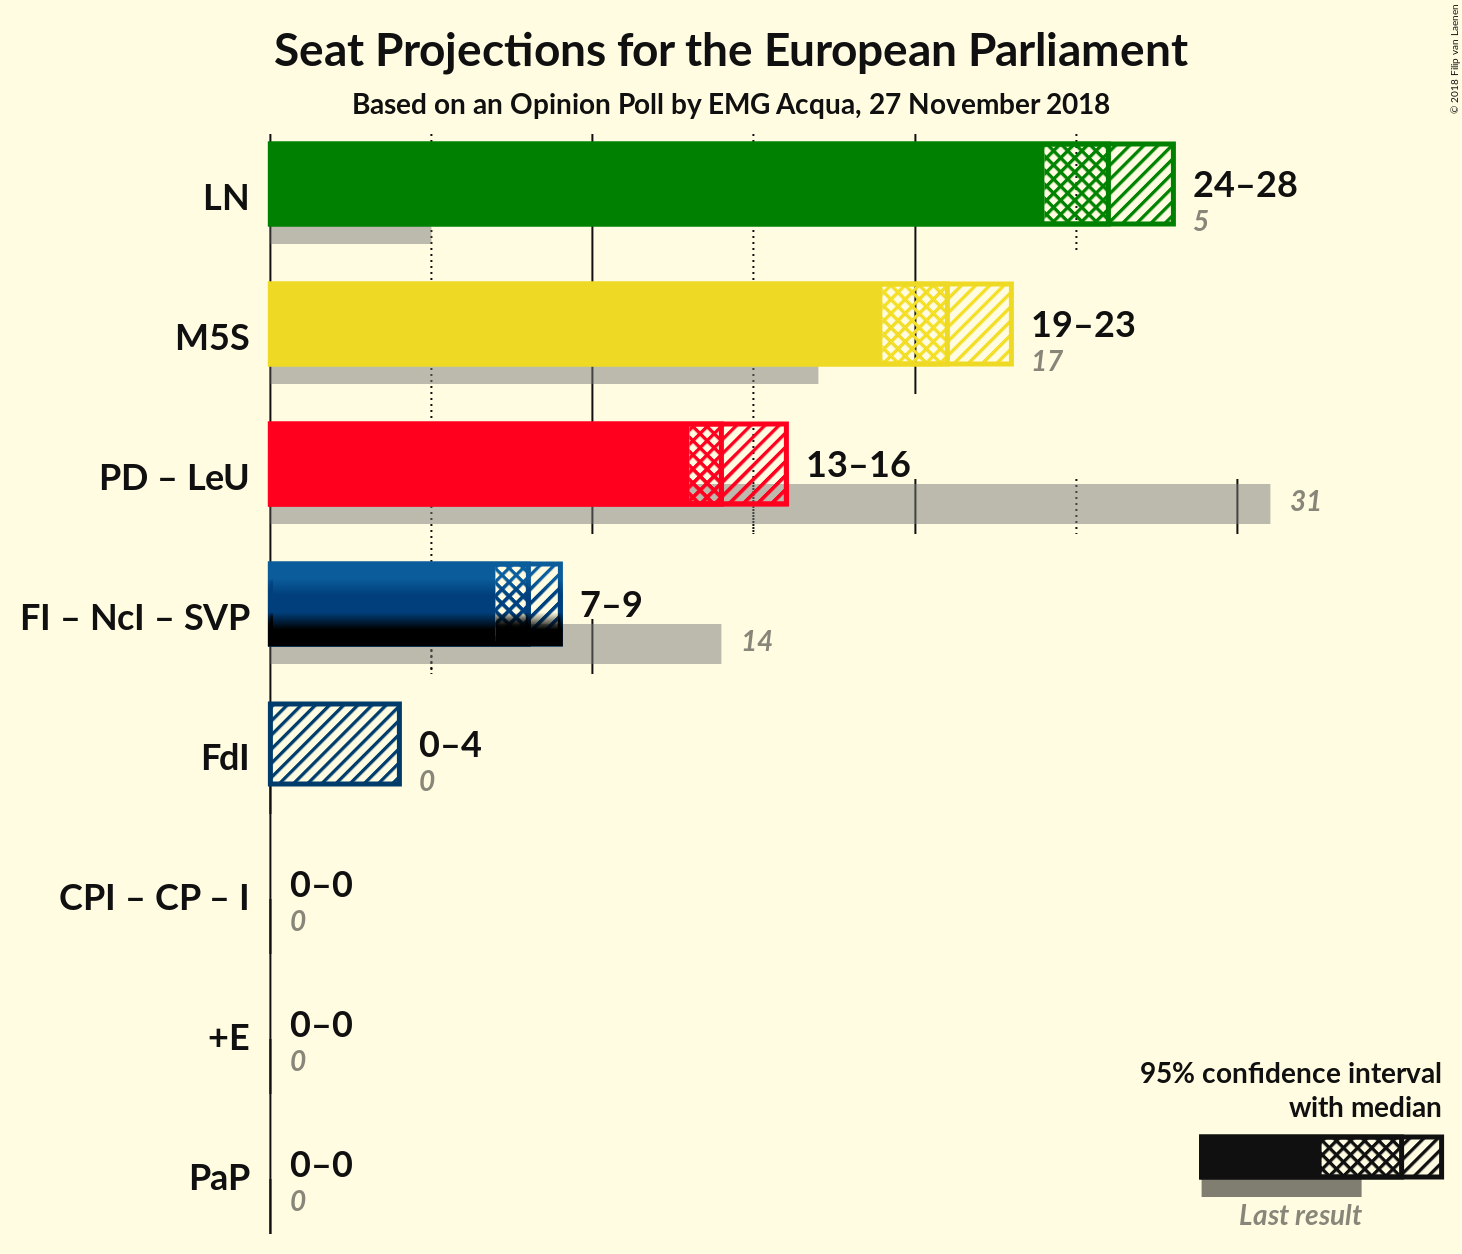 Seat Projections for the European Parliament
Based on an Opinion Poll by EMG Acqua, 27 November 2018
© 2018 Filip van Laenen
LN
24–28
5
M5S
19–23
17
PD – LeU
13–16
31
FI – NcI – SVP
7–9
14
FdI
0–4
0
CPI – CP – I
0–0
0
+E
0–0
0
PaP
0–0
0
95% confidence interval
with median
Last result